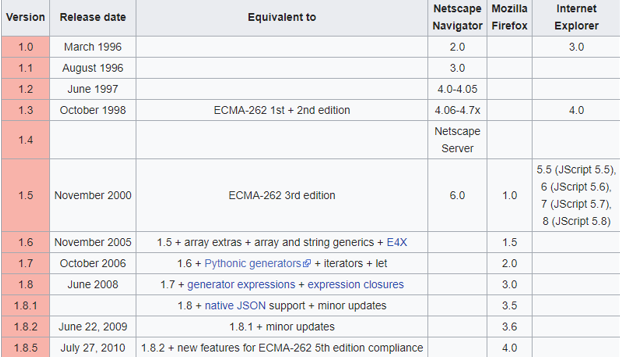 Version Release date Equivalent to Netscape Navigator Mozilla Firefox Internet Explorer
1.0 March 1996 2.0 3.0
1.1 August 1996 3.0
1.2 June 1997 4.0-4.05
1.3 October 1998 ECMA-262 1st + 2nd edition 4.06-4.7x 4.0
1.4 Netscape Server
1.5 November 2000 ECMA-262 3rd edition 6.0 1.0 5.5 (JScript 5.5), 6 (JScript 5.6), 7 (JScript 5.7), 8 (JScript 5.8)
1.6 November 2005 1.5 + array extras + array and string generics + E4X 1.5
1.7 October 2006 1.6 + Pythonic generators + iterators + let 2.0
1.8 June 2008 1.7 + generator expressions + expression closures 3.0
1.8.1 1.8 + native JSON support + minor updates 3.5
1.8.2 June 22, 2009 1.8.1 + minor updates 3.6
1.8.5 July 27, 2010 1.8.2 + new features for ECMA-262 5th edition compliance 4.0